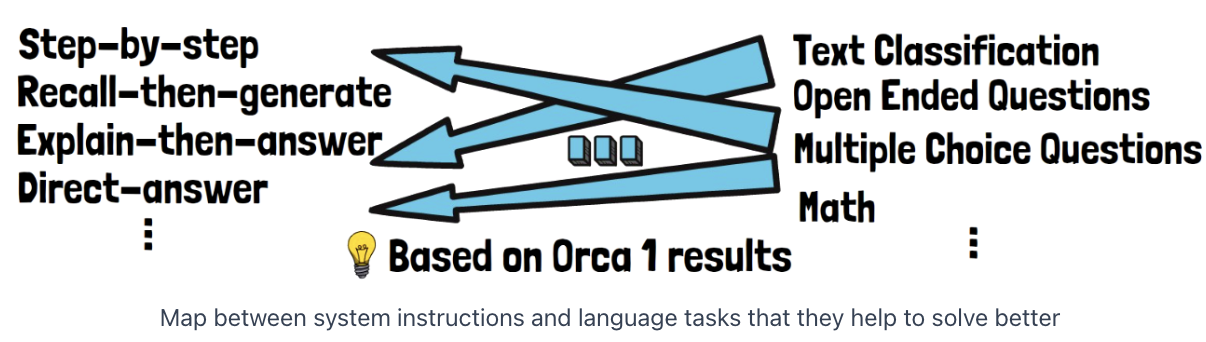 Step-by-step
Recall-then-generate
Explain-then-answer
Direct-answer
⋮
Text Classification
Open Ended Questions
Multiple Choice Questions
Math
⋮
Based on Orca 1 results
Map between system instructions and language tasks that they help to solve better